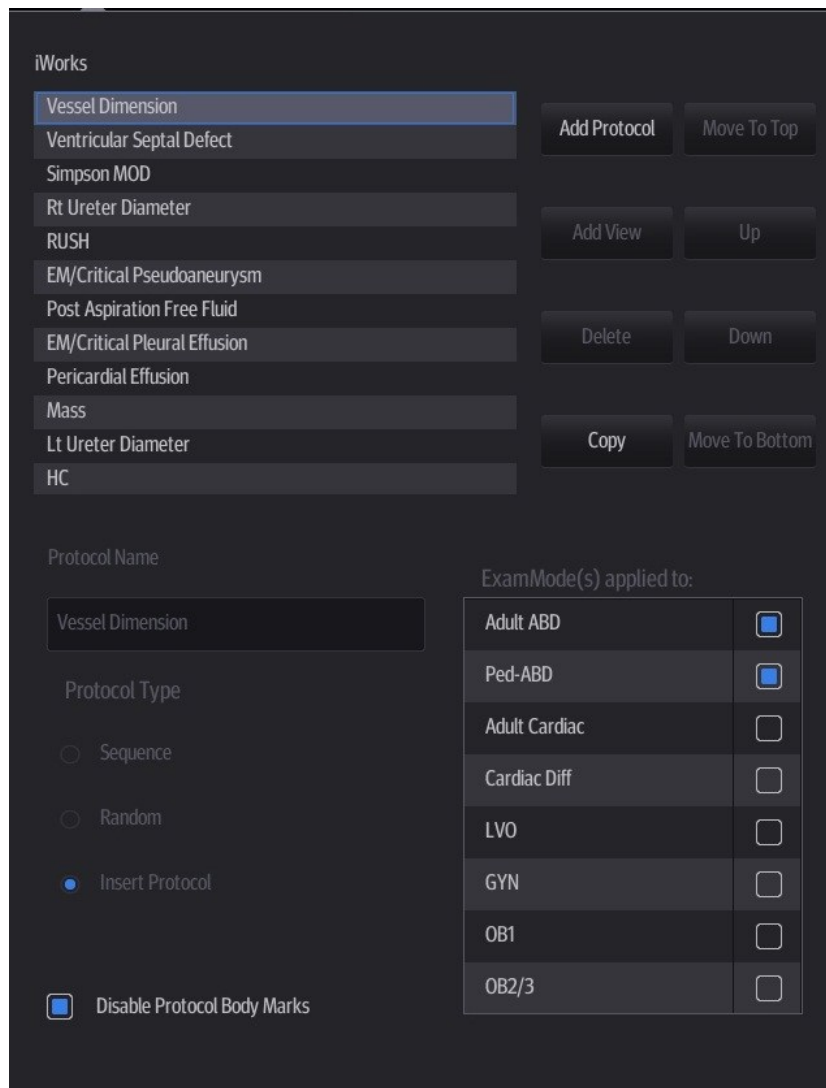 iWorks
Vessel Dimension
Ventricular Septal Defect
Simpson MOD
Rt Ureter Diameter
RUSH
EM/Critical Pseudoaneurysm
Post Aspiration Free Fluid
EM/Critical Pleural Effusion
Pericardial Effusion
Mass
Lt Ureter Diameter
HC
Add Protocol
Move To Top
Add View
Up
Delete
Down
Copy
Move To Bottom
Protocol Name
Vessel Dimension
Protocol Type
Sequence
Random
Insert Protocol
Disable Protocol Body Marks
ExamMode(s) applied to:
Adult ABD
Ped-ABD
Adult Cardiac
Cardiac Diff
LVO
GYN
OB1
OB2/3